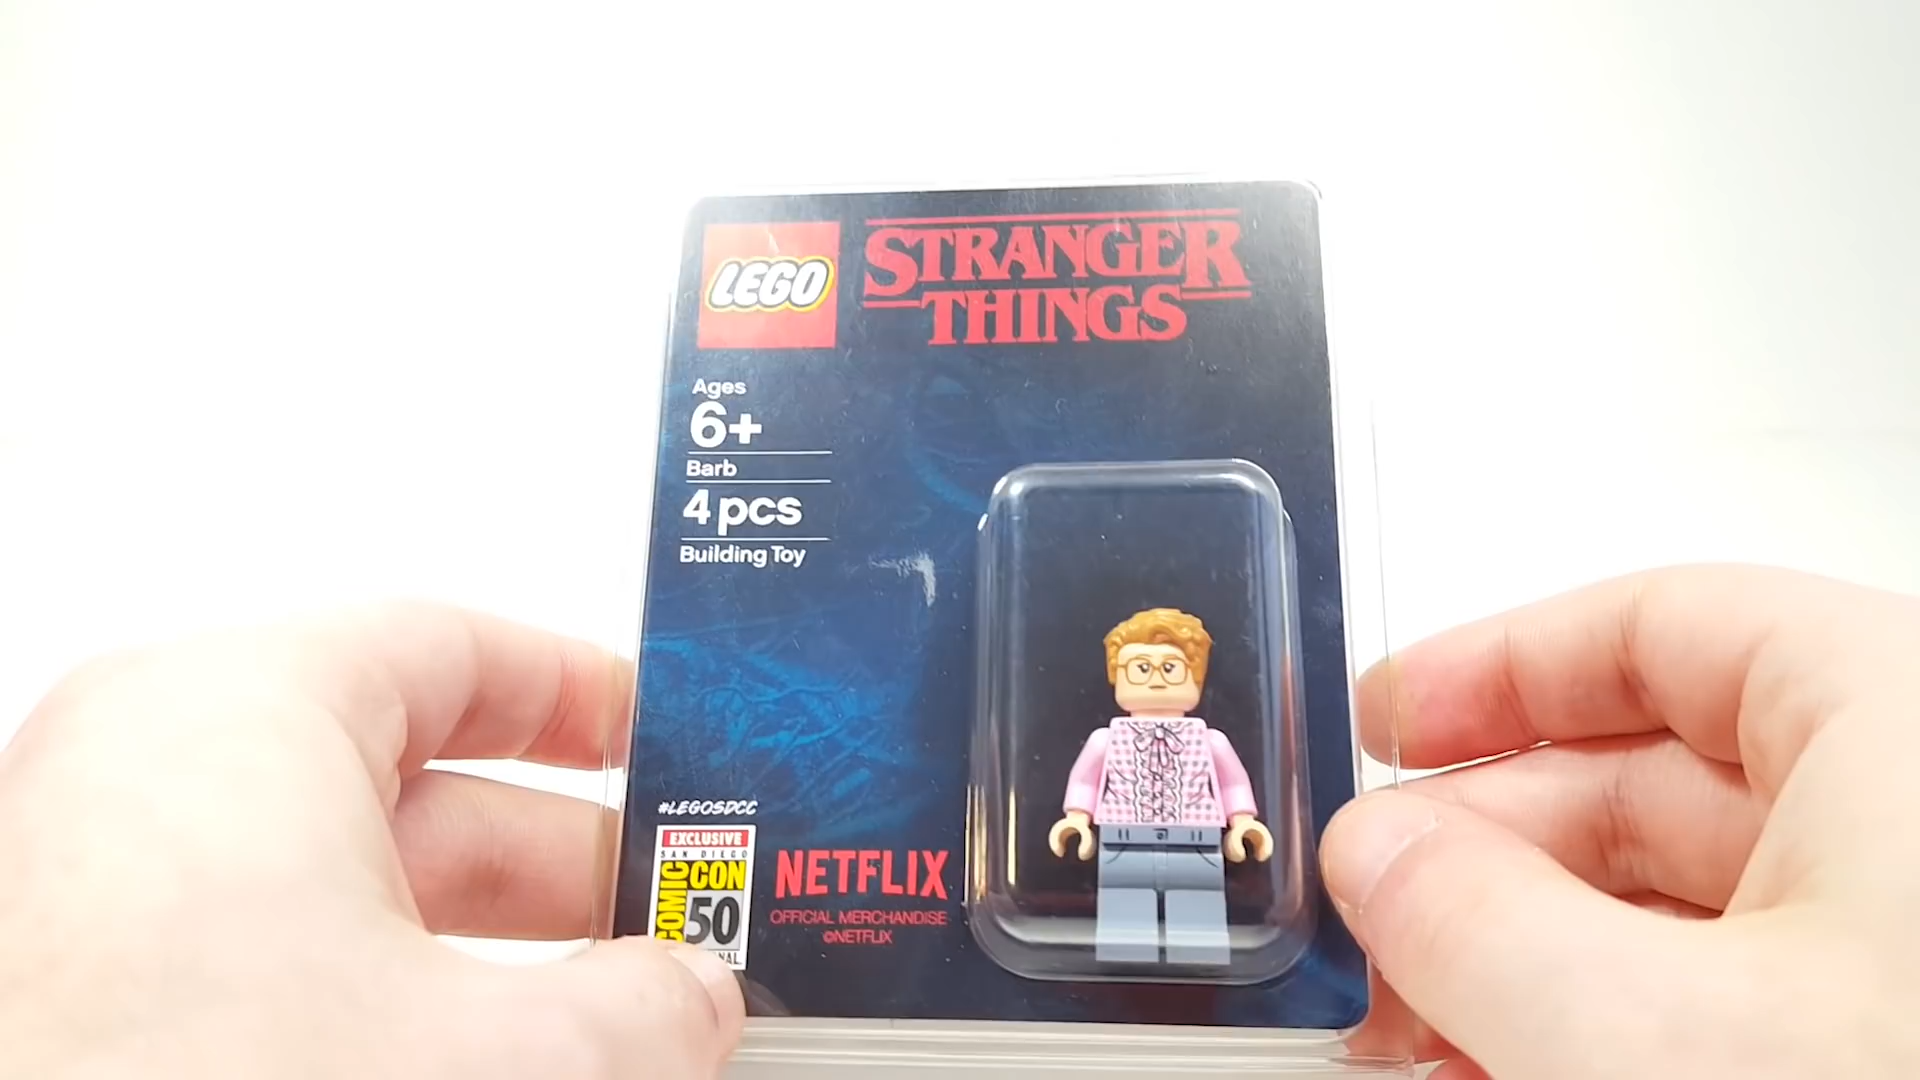 LEGO
STRANGER
THINGS
Ages
6+
Barb
4 pcs
Building Toy
#LEGOSDCC
EXCLUSIVE
SAN DIEGO
COMIC CON
50
NETFLIX
OFFICIAL MERCHANDISE
©NETFLIX